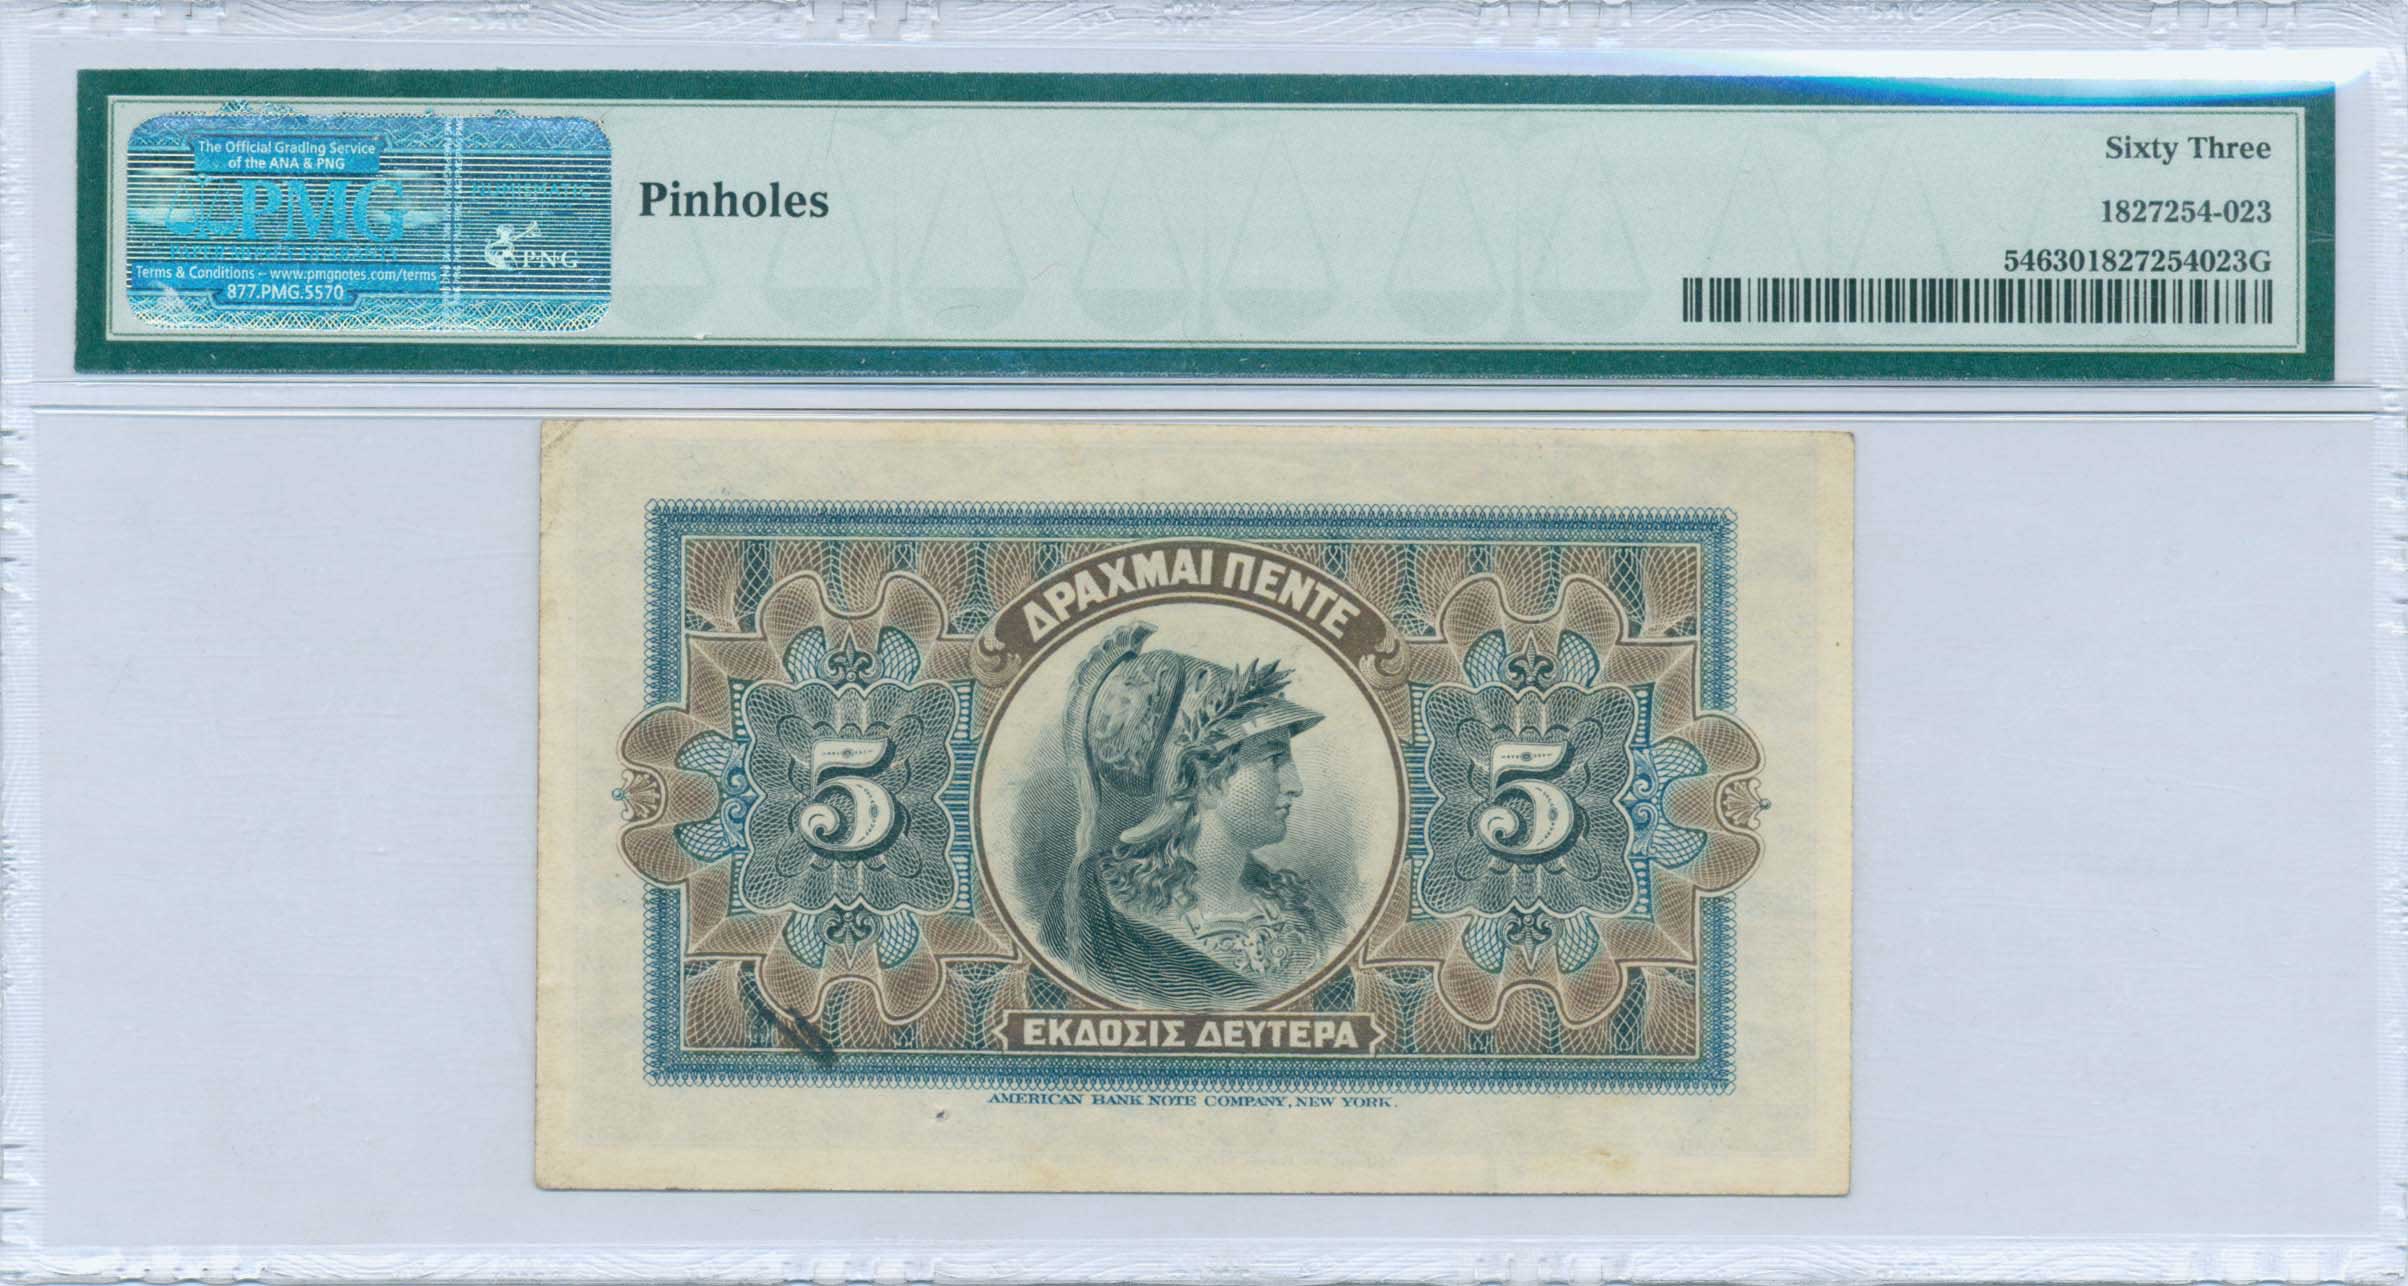 The Official Grading Service
of the ANA & PNG
PMG
PNG
Terms & Conditions – www.pmgnotes.com/terms
877.PMG.5570
Pinholes
Sixty Three
1827254-023
546301827254023G
ΔΡΑΧΜΑΙ ΠΕΝΤΕ
5
5
ΕΚΔΟΣΙΣ ΔΕΥΤΕΡΑ
AMERICAN BANK NOTE COMPANY, NEW YORK.